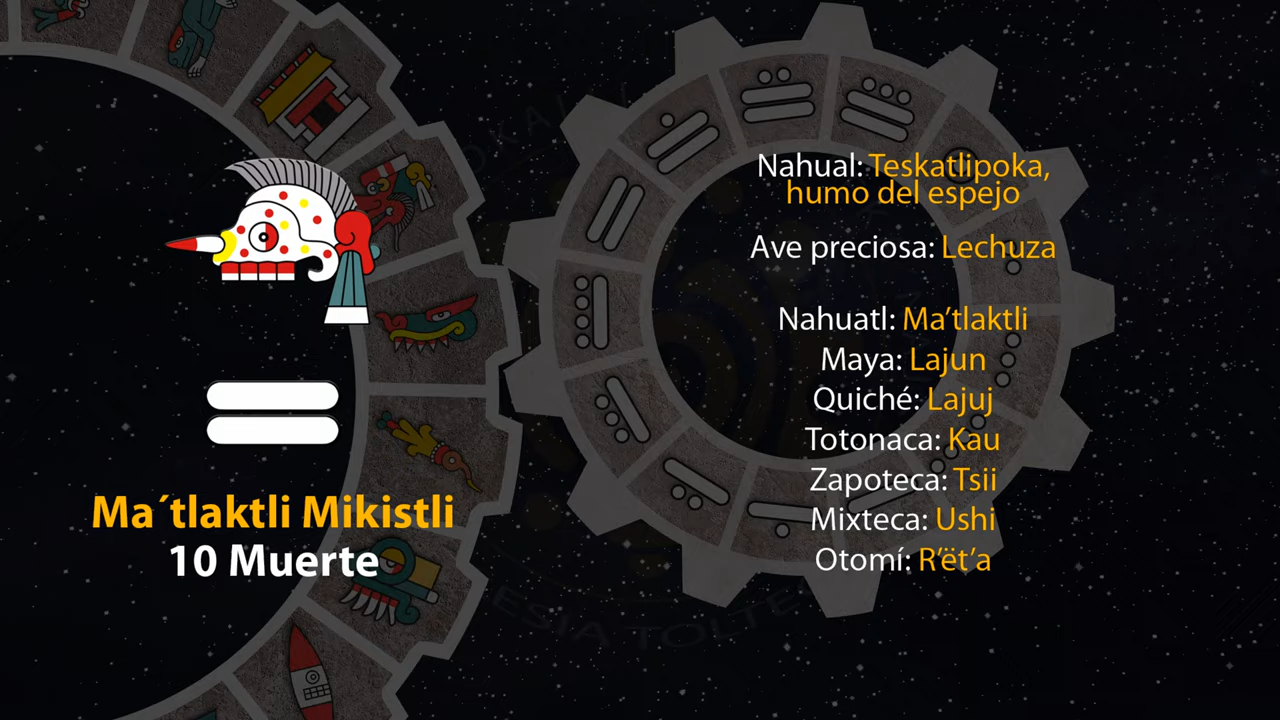 Ma´tlaktli Mikistli
10 Muerte
Nahual: Teskatlipoka,
humo del espejo
Ave preciosa: Lechuza
Nahuatl: Ma’tlaktli
Maya: Lajun
Quiché: Lajuj
Totonaca: Kau
Zapoteca: Tsii
Mixteca: Ushi
Otomí: R’ët’a